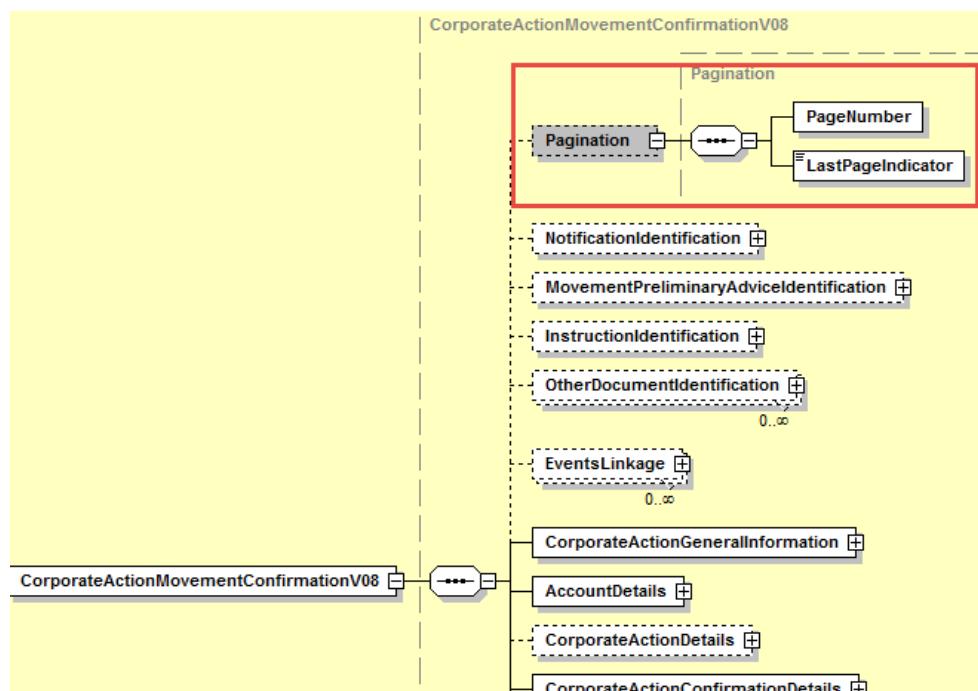 CorporateActionMovementConfirmationV08
Pagination
PageNumber
Pagination
LastPageIndicator
NotificationIdentification
MovementPreliminaryAdviceIdentification
InstructionIdentification
OtherDocumentIdentification
0..∞
EventsLinkage
0..∞
CorporateActionGeneralInformation
CorporateActionMovementConfirmationV08
AccountDetails
CorporateActionDetails
CorporateActionConfirmationDetails